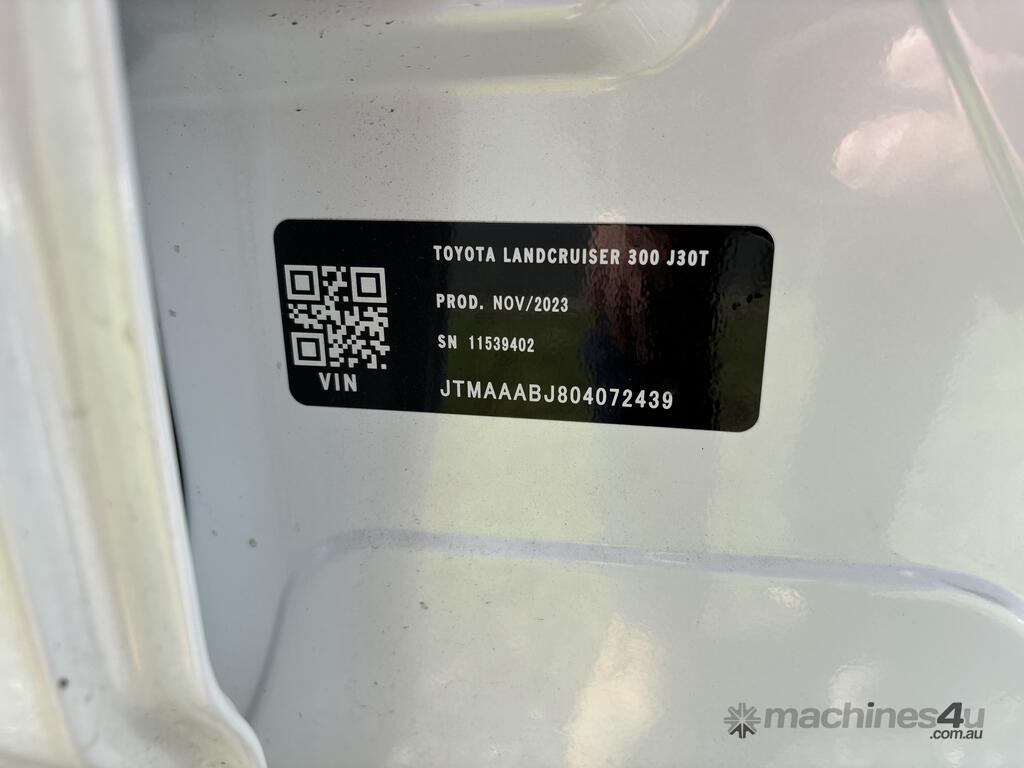 TOYOTA LANDCRUISER 300 J30T
PROD. NOV/2023
SN 11539402
VIN
JTMAAABJ804072439
machines4u
.com.au